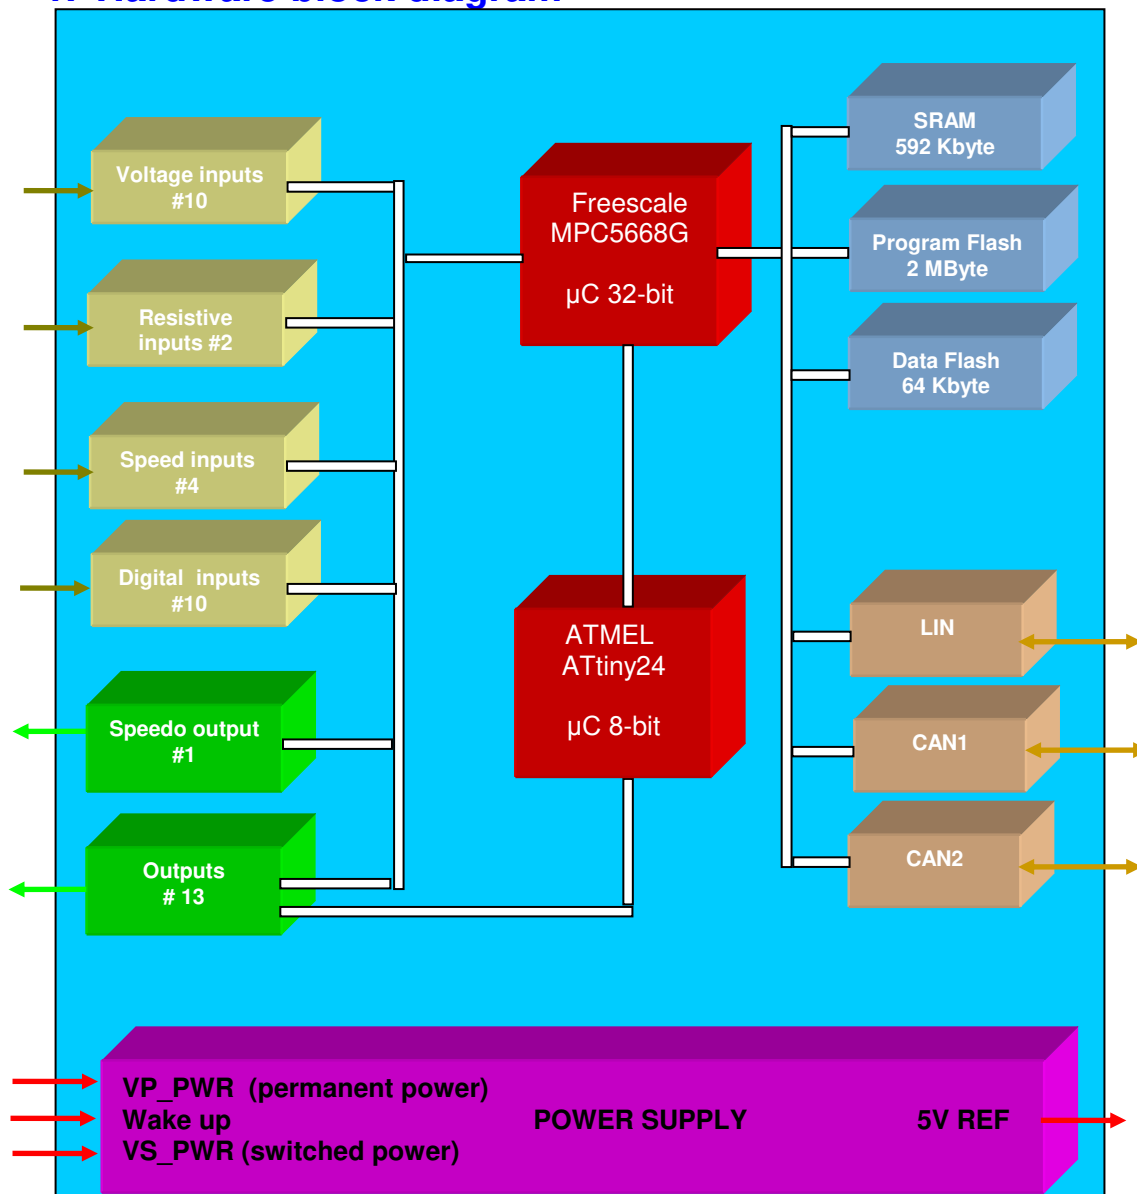 Voltage inputs
#10
Resistive
inputs #2
Speed inputs
#4
Digital inputs
#10
Speedo output
#1
Outputs
# 13
Freescale
MPC5668G
µC 32-bit
ATMEL
ATtiny24
µC 8-bit
SRAM
592 Kbyte
Program Flash
2 MByte
Data Flash
64 Kbyte
LIN
CAN1
CAN2
VP_PWR (permanent power)
Wake up
VS_PWR (switched power)
POWER SUPPLY
5V REF